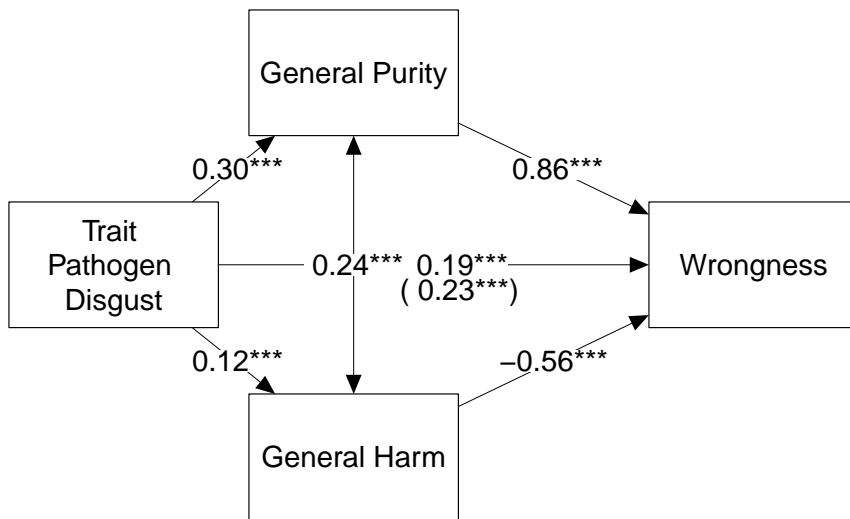 General Purity
0.30***
0.86***
Trait
Pathogen
Disgust
0.24***
0.19***
( 0.23***)
Wrongness
0.12***
−0.56***
General Harm